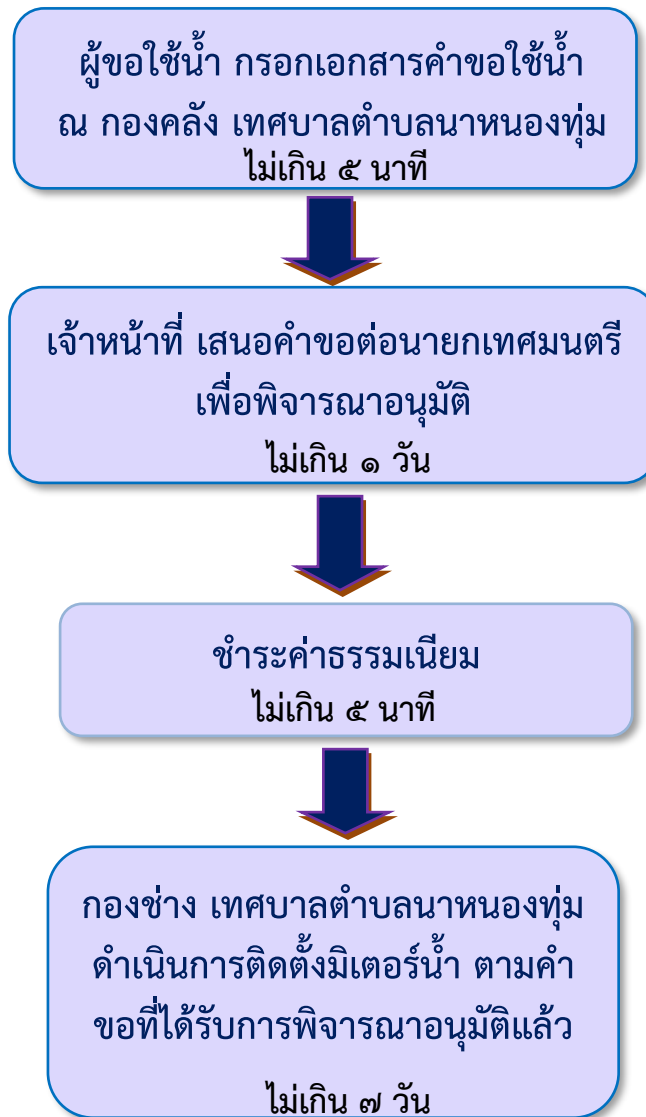 ผู้ขอใช้น้ำ กรอกเอกสารคำขอใช้น้ำ
ณ กองคลัง เทศบาลตำบลนาหนองทุ่ม
ไม่เกิน ๕ นาที
เจ้าหน้าที่ เสนอคำขอต่อนายกเทศมนตรี
เพื่อพิจารณาอนุมัติ
ไม่เกิน ๑ วัน
ชำระค่าธรรมเนียม
ไม่เกิน ๕ นาที
กองช่าง เทศบาลตำบลนาหนองทุ่ม
ดำเนินการติดตั้งมิเตอร์น้ำ ตามคำ
ขอที่ได้รับการพิจารณาอนุมัติแล้ว
ไม่เกิน ๗ วัน